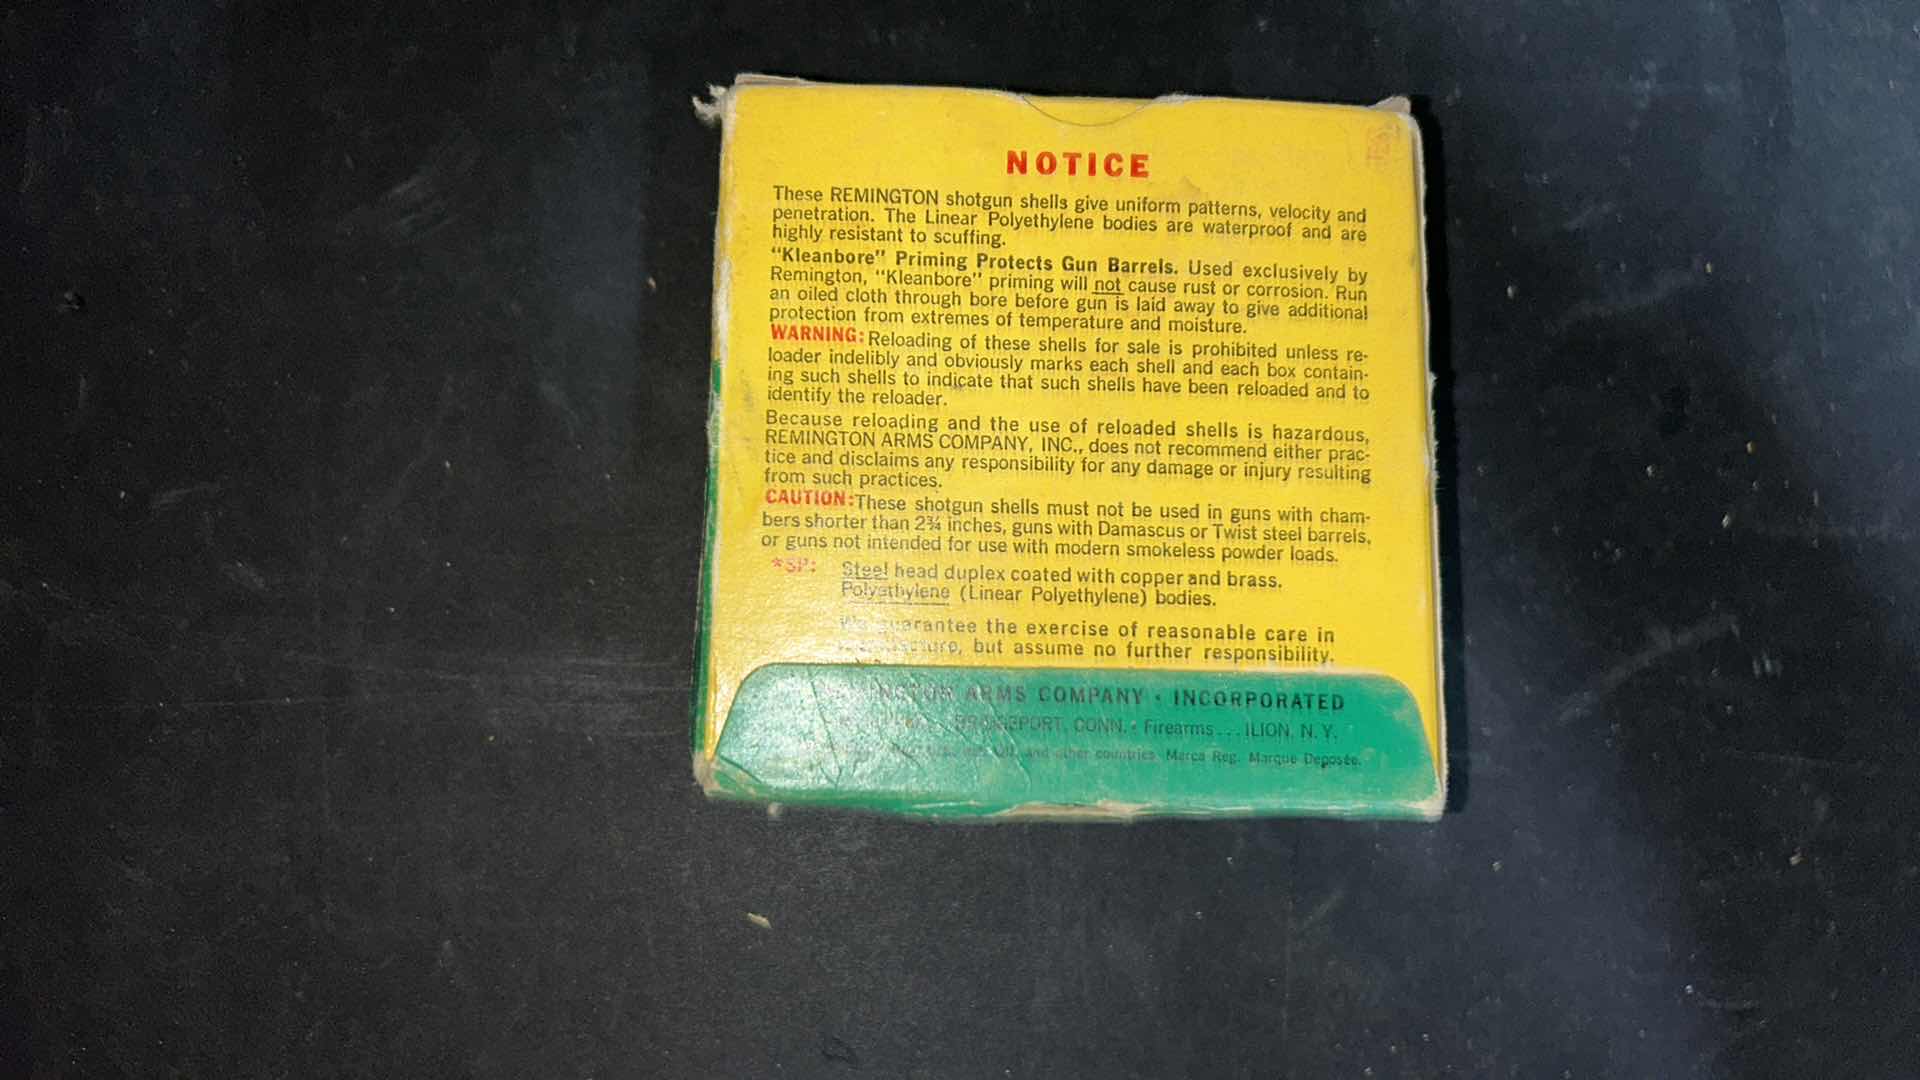 NOTICE
These REMINGTON shotgun shells give uniform patterns, velocity and
penetration. The Linear Polyethylene bodies are waterproof and are
highly resistant to scuffing.
"Kleanbore" Priming Protects Gun Barrels. Used exclusively by
Remington, "Kleanbore" priming will not cause rust or corrosion. Run
an oiled cloth through bore before gun is laid away to give additional
protection from extremes of temperature and moisture.
WARNING: Reloading of these shells for sale is prohibited unless re-
loader indelibly and obviously marks each shell and each box contain-
ing such shells to indicate that such shells have been reloaded and to
identify the reloader.
Because reloading and the use of reloaded shells is hazardous,
REMINGTON ARMS COMPANY, INC., does not recommend either prac-
tice and disclaims any responsibility for any damage or injury resulting
from such practices.
CAUTION: These shotgun shells must not be used in guns with cham-
bers shorter than 2¾ inches, guns with Damascus or Twist steel barrels,
or guns not intended for use with modern smokeless powder loads.
*SP: Steel head duplex coated with copper and brass.
Polyethylene (Linear Polyethylene) bodies.
We guarantee the exercise of reasonable care in
but assume no further responsibility.
ARMS COMPANY • INCORPORATED
BRIDGEPORT, CONN. • Firearms... ILION, N.Y.
and other countries. Marca Reg. Marque Deposée.